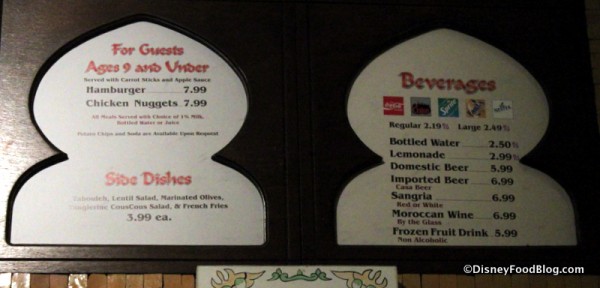 For Guests
Ages 9 and Under
Served with Carrot Sticks and Apple Sauce
Hamburger 7.99
Chicken Nuggets 7.99
All Meals Served with Choice of 1% Milk,
Bottled Water or Juice
Potato Chips and Soda are Available Upon Request
Side Dishes
Tabouleh, Lentil Salad, Marinated Olives,
CousCous Salad, & French Fries
3.99 ea.
Beverages
Coca-Cola
Sprite
Regular 2.19 Large 2.49
Bottled Water 2.50
Lemonade 2.99
Domestic Beer 5.99
Imported Beer 6.99
Casa Beer
Sangria 6.99
Red or White
Moroccan Wine 6.99
By the Glass
Frozen Fruit Drink 5.99
Non Alcoholic
©DisneyFoodBlog.com